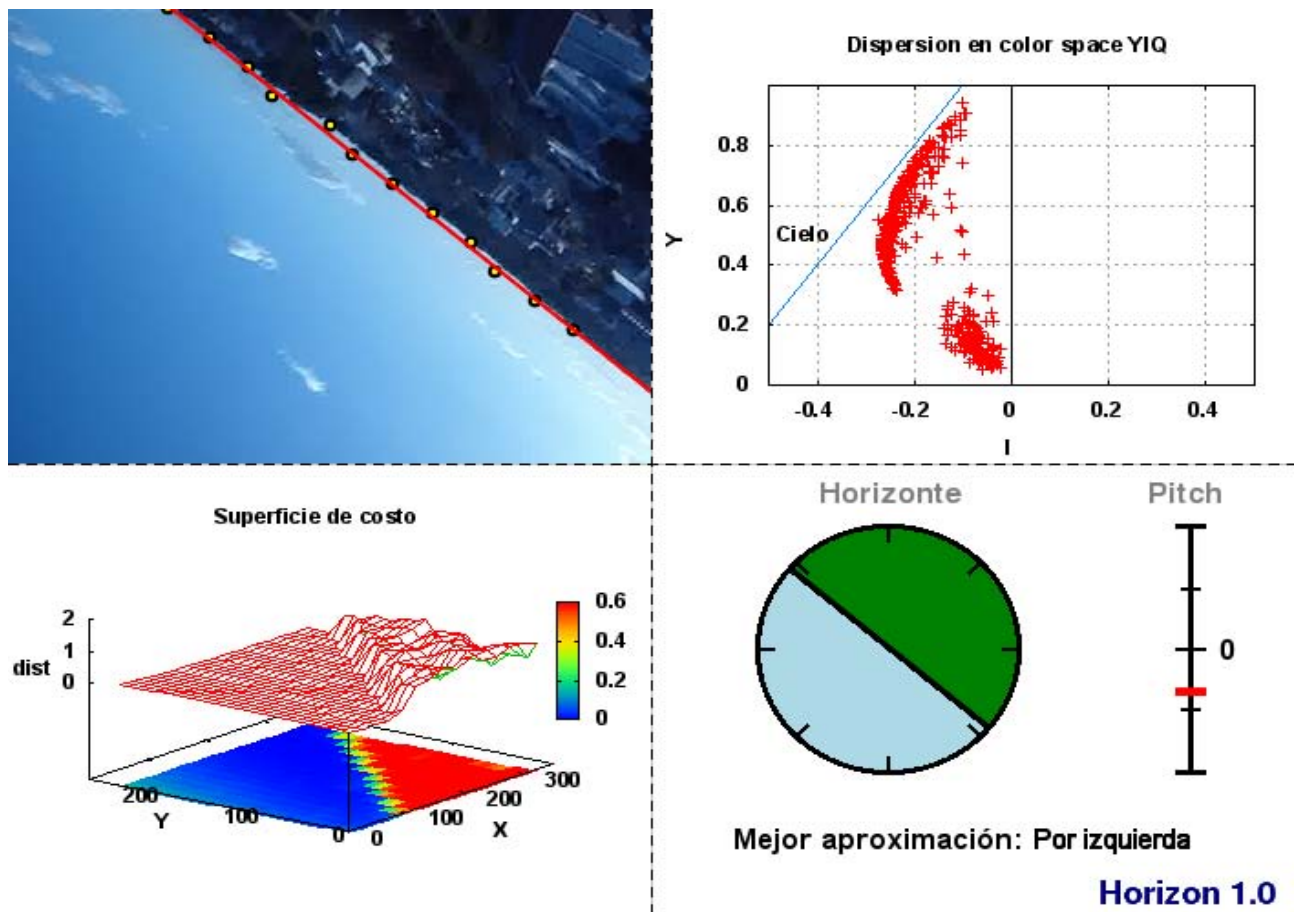 Dispersion en color space YIQ
0.8
0.6
Y
Cielo
0.4
0.2
0
-0.4 -0.2 0 0.2 0.4
I
Superficie de costo
2
1
dist
0
0.6
0.4
0.2
0
200
Y
100
0
0
100
X
200
300
Horizonte Pitch
0
Mejor aproximación: Por izquierda
Horizon 1.0